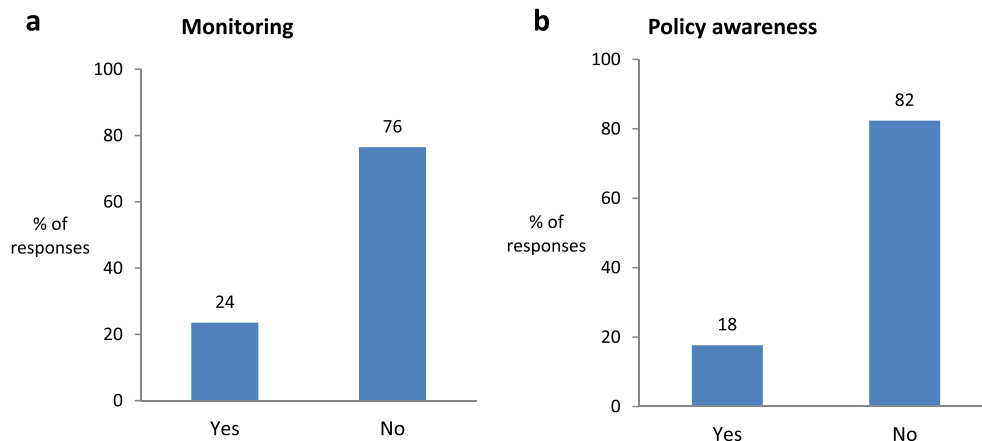 a
Monitoring
100
80
60
40
20
0
% of
responses
24
76
Yes
No
b
Policy awareness
100
80
60
40
20
0
% of
responses
18
82
Yes
No